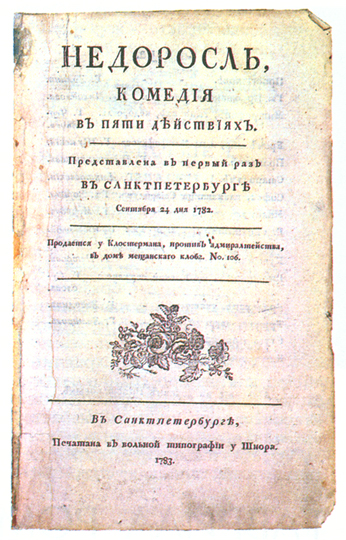 НЕДОРОСЛЬ,
КОМЕДІЯ
ВЪ ПЯТИ ДѢЙСТВІЯХЪ.
Представлена въ первый разъ
ВЪ САНКТПЕТЕРБУРГѢ
Сентября 24 дня 1782.
Продается у Клостермана, противъ адмиралтейства,
въ домѣ мещанскаго клоба. No. 106.
Въ Санктпетербургѣ,
Печатана въ вольной типографіи у Шнора.
1783.